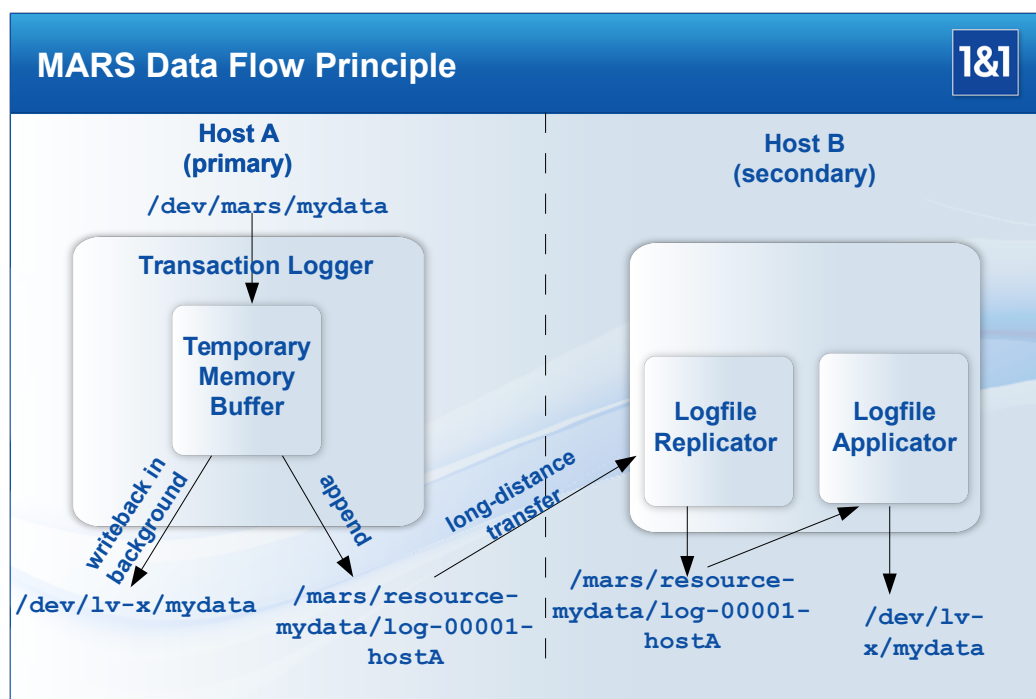 MARS Data Flow Principle
1&1
Host A
(primary)
/dev/mars/mydata
Transaction Logger
Temporary
Memory
Buffer
writeback in
background
append
/dev/lv-x/mydata
/mars/resource-
mydata/log-00001-
hostA
long-distance
transfer
Host B
(secondary)
Logfile
Replicator
Logfile
Applicator
/mars/resource-
mydata/log-00001-
hostA
/dev/lv-
x/mydata